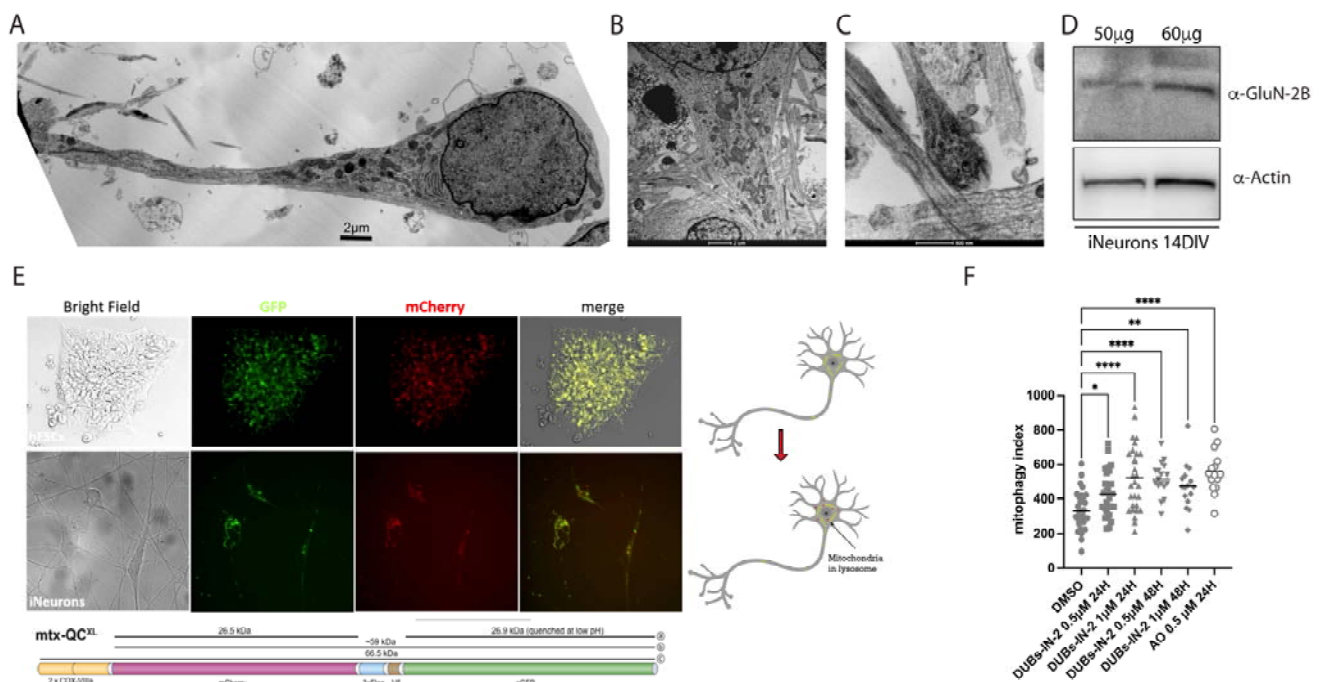 A
B
C
D
2μm
50μg
60μg
α-GluN-2B
α-Actin
iNeurons 14DIV
E
Bright Field
GFP
mCherry
merge
hESCs
iNeurons
Mitochondria
in lysosome
mtx-QCXL
26.5 kDa
26.9 kDa (quenched at low pH)
~59 kDa
66.5 kDa
a
b
c
F
****
**
****
****
*
mitophagy index
1000
800
600
400
200
0
DMSO
DUBs-IN-2 0.5μM 24H
DUBs-IN-2 1μM 24H
DUBs-IN-2 0.5μM 48H
DUBs-IN-2 1μM 48H
AO 0.5 μM 24H